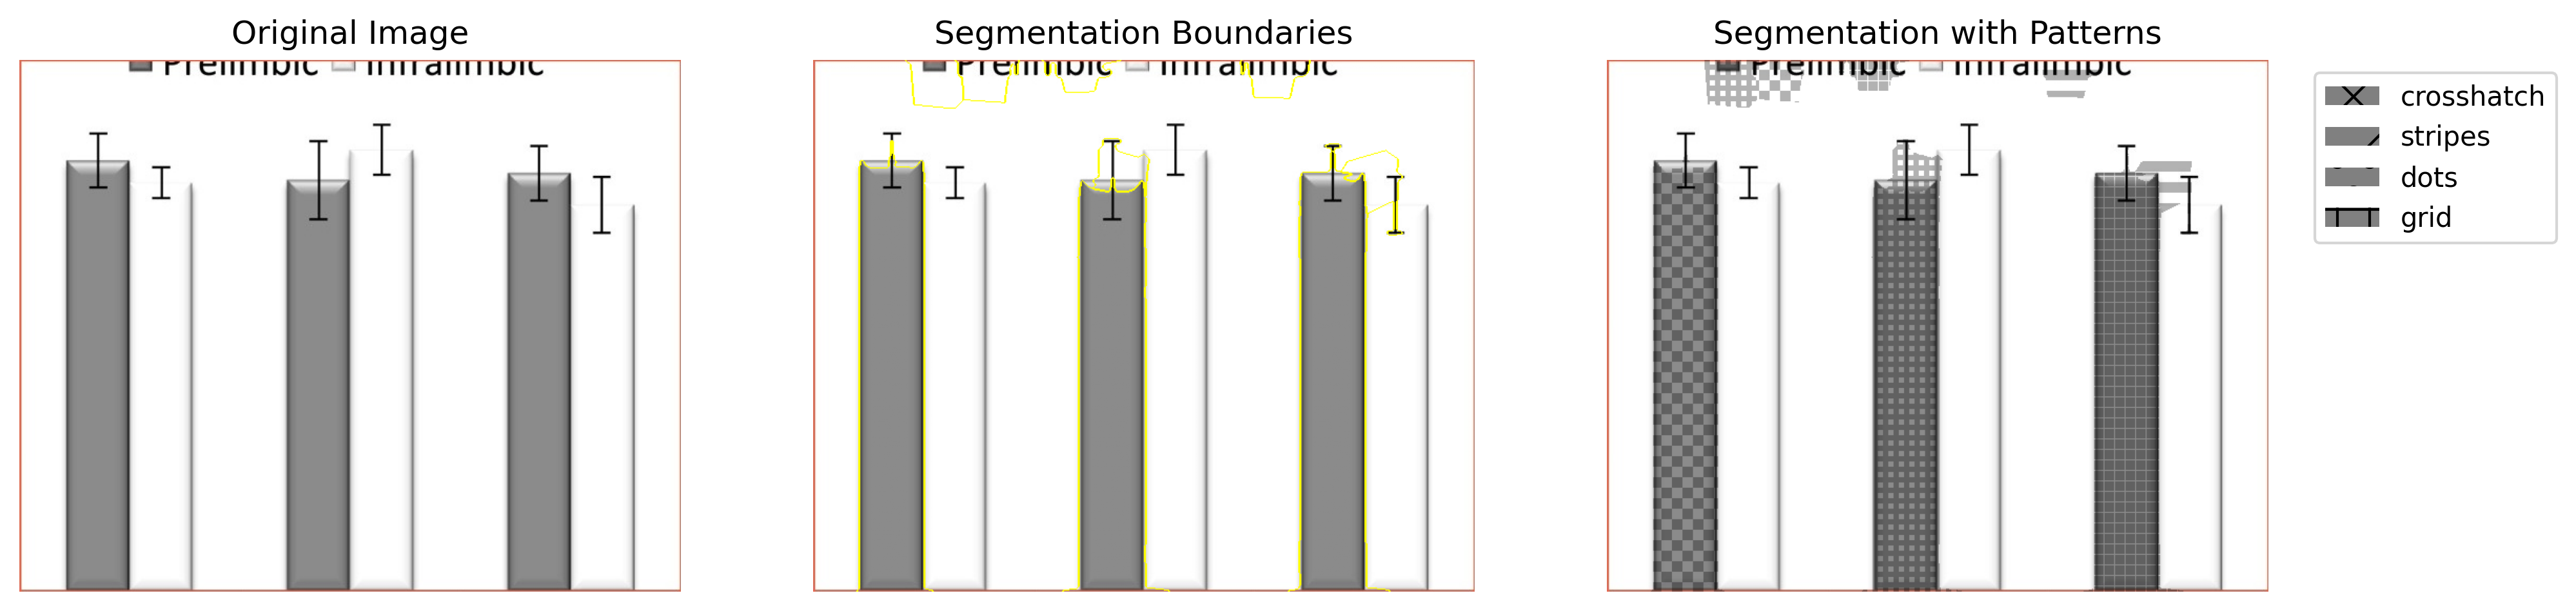 Original Image
Segmentation Boundaries
Segmentation with Patterns
Prelimbic Infralimbic
Prelimbic Infralimbic
Prelimbic Infralimbic
crosshatch
stripes
dots
grid